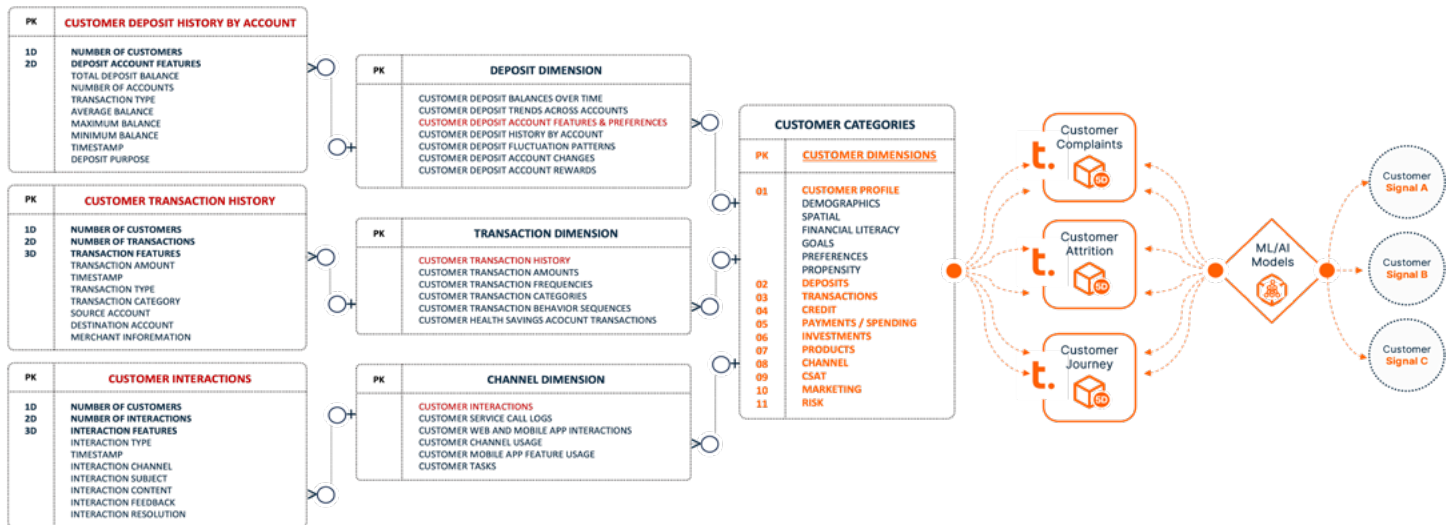 PK CUSTOMER DEPOSIT HISTORY BY ACCOUNT
1D NUMBER OF CUSTOMERS
2D DEPOSIT ACCOUNT FEATURES
TOTAL DEPOSIT BALANCE
NUMBER OF ACCOUNTS
TRANSACTION TYPE
AVERAGE BALANCE
MAXIMUM BALANCE
MINIMUM BALANCE
TIMESTAMP
DEPOSIT PURPOSE
PK CUSTOMER TRANSACTION HISTORY
1D NUMBER OF CUSTOMERS
2D NUMBER OF TRANSACTIONS
3D TRANSACTION FEATURES
TRANSACTION AMOUNT
TIMESTAMP
TRANSACTION TYPE
TRANSACTION CATEGORY
SOURCE ACCOUNT
DESTINATION ACCOUNT
MERCHANT INFOREMATION
PK CUSTOMER INTERACTIONS
1D NUMBER OF CUSTOMERS
2D NUMBER OF INTERACTIONS
3D INTERACTION FEATURES
INTERACTION TYPE
TIMESTAMP
INTERACTION CHANNEL
INTERACTION SUBJECT
INTERACTION CONTENT
INTERACTION FEEDBACK
INTERACTION RESOLUTION
PK DEPOSIT DIMENSION
CUSTOMER DEPOSIT BALANCES OVER TIME
CUSTOMER DEPOSIT TRENDS ACROSS ACCOUNTS
CUSTOMER DEPOSIT ACCOUNT FEATURES & PREFERENCES
CUSTOMER DEPOSIT HISTORY BY ACCOUNT
CUSTOMER DEPOSIT FLUCTUATION PATTERNS
CUSTOMER DEPOSIT ACCOUNT CHANGES
CUSTOMER DEPOSIT ACCOUNT REWARDS
PK TRANSACTION DIMENSION
CUSTOMER TRANSACTION HISTORY
CUSTOMER TRANSACTION AMOUNTS
CUSTOMER TRANSACTION FREQUENCIES
CUSTOMER TRANSACTION CATEGORIES
CUSTOMER TRANSACTION BEHAVIOR SEQUENCES
CUSTOMER HEALTH SAVINGS ACOCUNT TRANSACTIONS
PK CHANNEL DIMENSION
CUSTOMER INTERACTIONS
CUSTOMER SERVICE CALL LOGS
CUSTOMER WEB AND MOBILE APP INTERACTIONS
CUSTOMER CHANNEL USAGE
CUSTOMER MOBILE APP FEATURE USAGE
CUSTOMER TASKS
CUSTOMER CATEGORIES
PK CUSTOMER DIMENSIONS
01 CUSTOMER PROFILE
DEMOGRAPHICS
SPATIAL
FINANCIAL LITERACY
GOALS
PREFERENCES
PROPENSITY
02 DEPOSITS
03 TRANSACTIONS
04 CREDIT
05 PAYMENTS / SPENDING
06 INVESTMENTS
07 PRODUCTS
08 CHANNEL
09 CSAT
10 MARKETING
11 RISK
Customer
Complaints
t.
5D
Customer
Attrition
5D
Customer
Journey
t.
5D
ML/AI
Models
Customer
Signal A
Customer
Signal B
Customer
Signal C